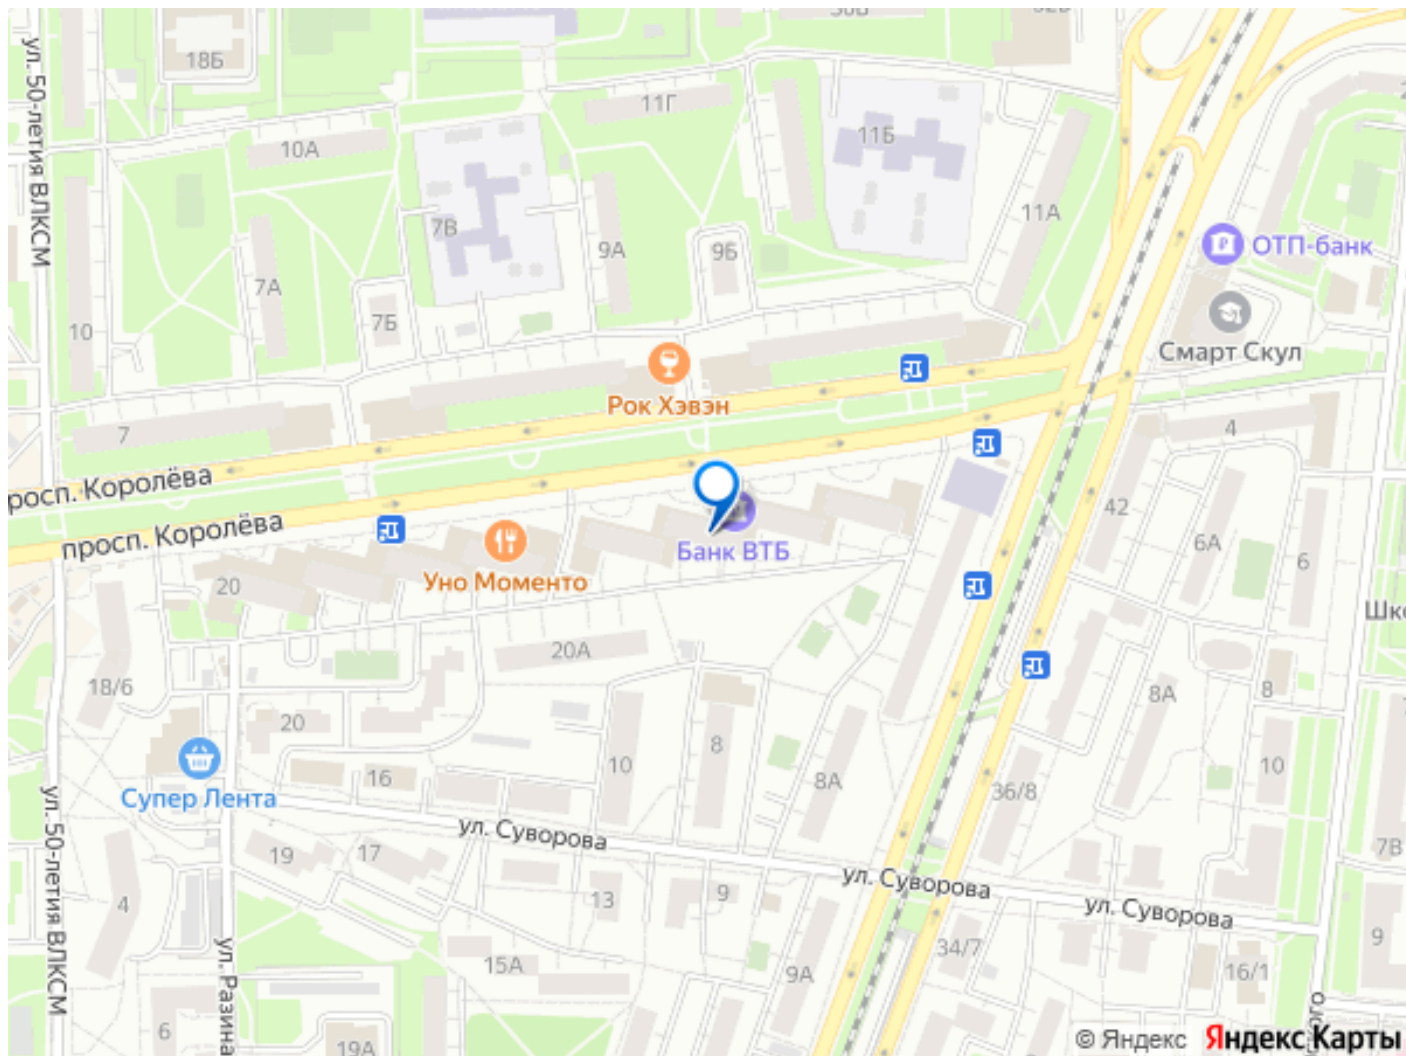 18Б
11Г
11Б
10А
7В
9А
9Б
11А
ОТП-банк
7А
7Б
10
Смарт Скул
Рок Хэвэн
7
4
просп. Королёва
42
6А
6
Банк ВТБ
Уно Моменто
20
20А
18/6
8А
8
20
10
8
8А
10
16
36/8
Супер Лента
ул. Суворова
19
17
7В
ул. Суворова
ул. Суворова
13
9
4
9
34/7
15А
9А
16/1
6
19А
ул. 50-летия ВЛКСМ
ул. 50-летия ВЛКСМ
ул. Разина
© Яндекс Яндекс Карты